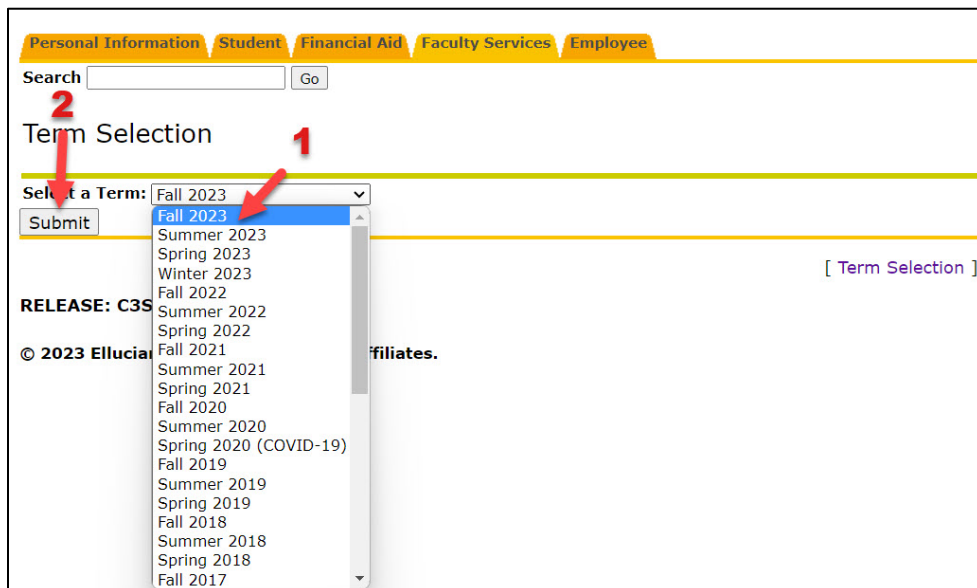 Personal Information Student Financial Aid Faculty Services Employee
Search Go
2
Term Selection
1
Select a Term: Fall 2023
Submit
Fall 2023
Summer 2023
Spring 2023
Winter 2023
[ Term Selection ]
Fall 2022
RELEASE: C3S
Summer 2022
Spring 2022
© 2023 Ellucian ffiliates.
Fall 2021
Summer 2021
Spring 2021
Fall 2020
Summer 2020
Spring 2020 (COVID-19)
Fall 2019
Summer 2019
Spring 2019
Fall 2018
Summer 2018
Spring 2018
Fall 2017